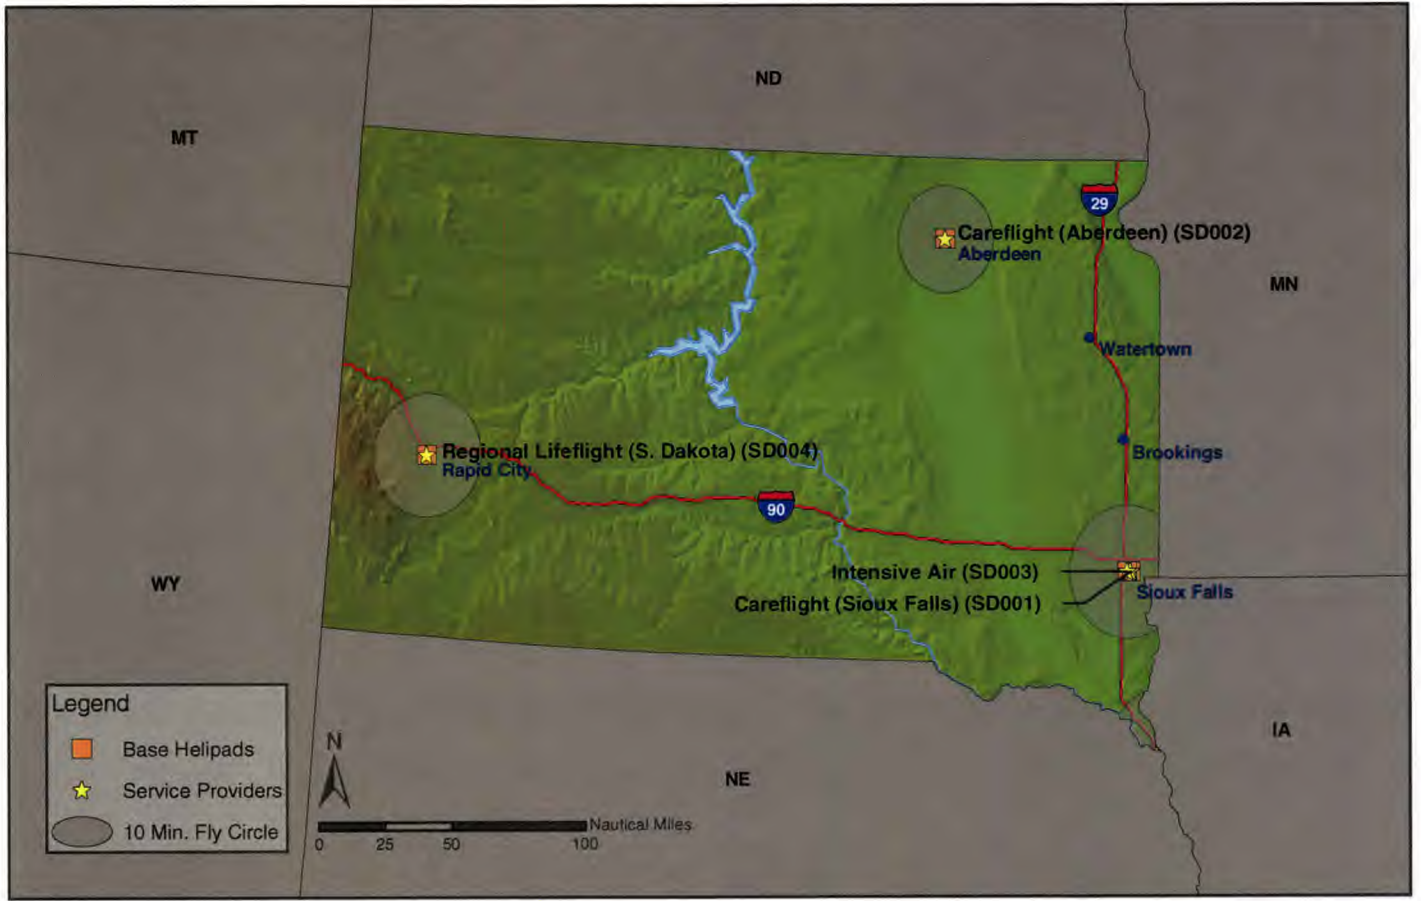 ND
MT
29
Careflight (Aberdeen) (SD002)
Aberdeen
MN
Watertown
Regional Lifeflight (S. Dakota) (SD004)
Rapid City
Brookings
90
Intensive Air (SD003)
WY
Sioux Falls
Careflight (Sioux Falls) (SD001)
Legend
Base Helipads
Service Providers
10 Min. Fly Circle
N
Nautical Miles
0 25 50 100
NE
IA